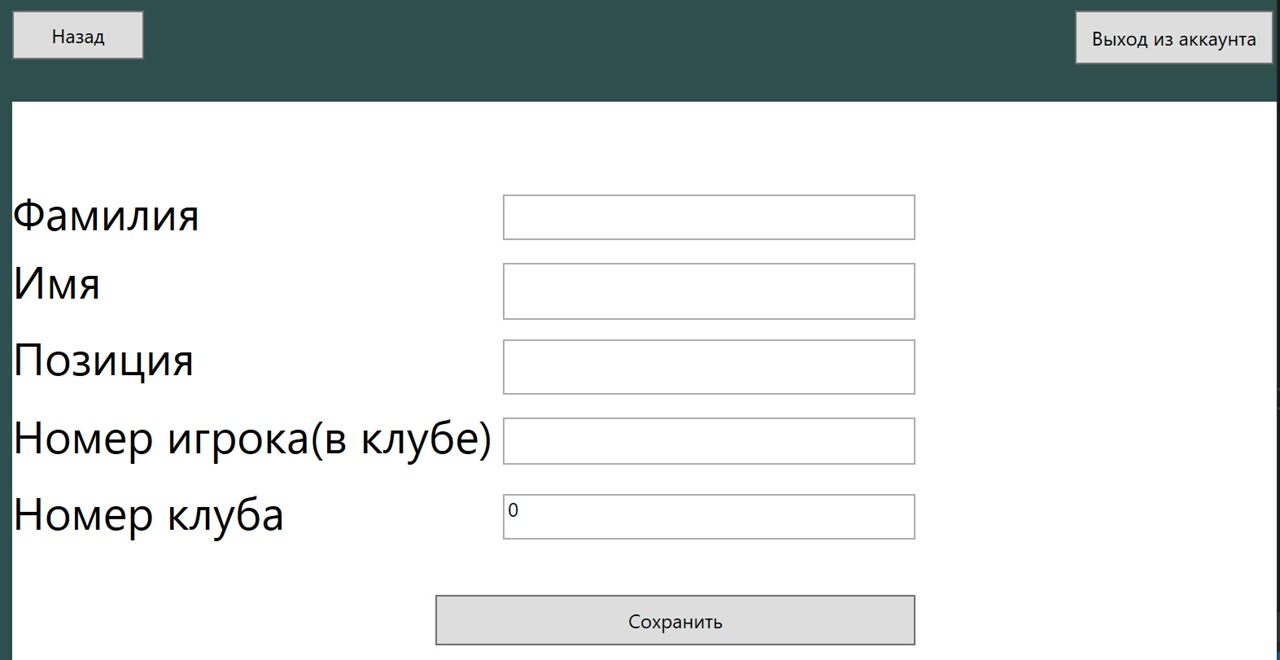 Назад
Выход из аккаунта
Фамилия
Имя
Позиция
Номер игрока(в клубе)
Номер клуба
0
Сохранить